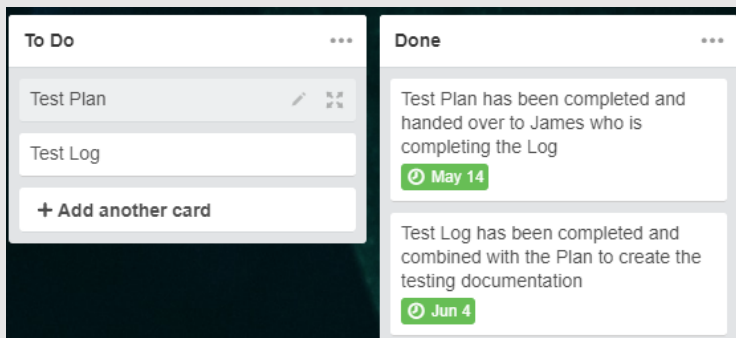 To Do
Test Plan
Test Log
+ Add another card
Done
Test Plan has been completed and
handed over to James who is
completing the Log
May 14
Test Log has been completed and
combined with the Plan to create the
testing documentation
Jun 4